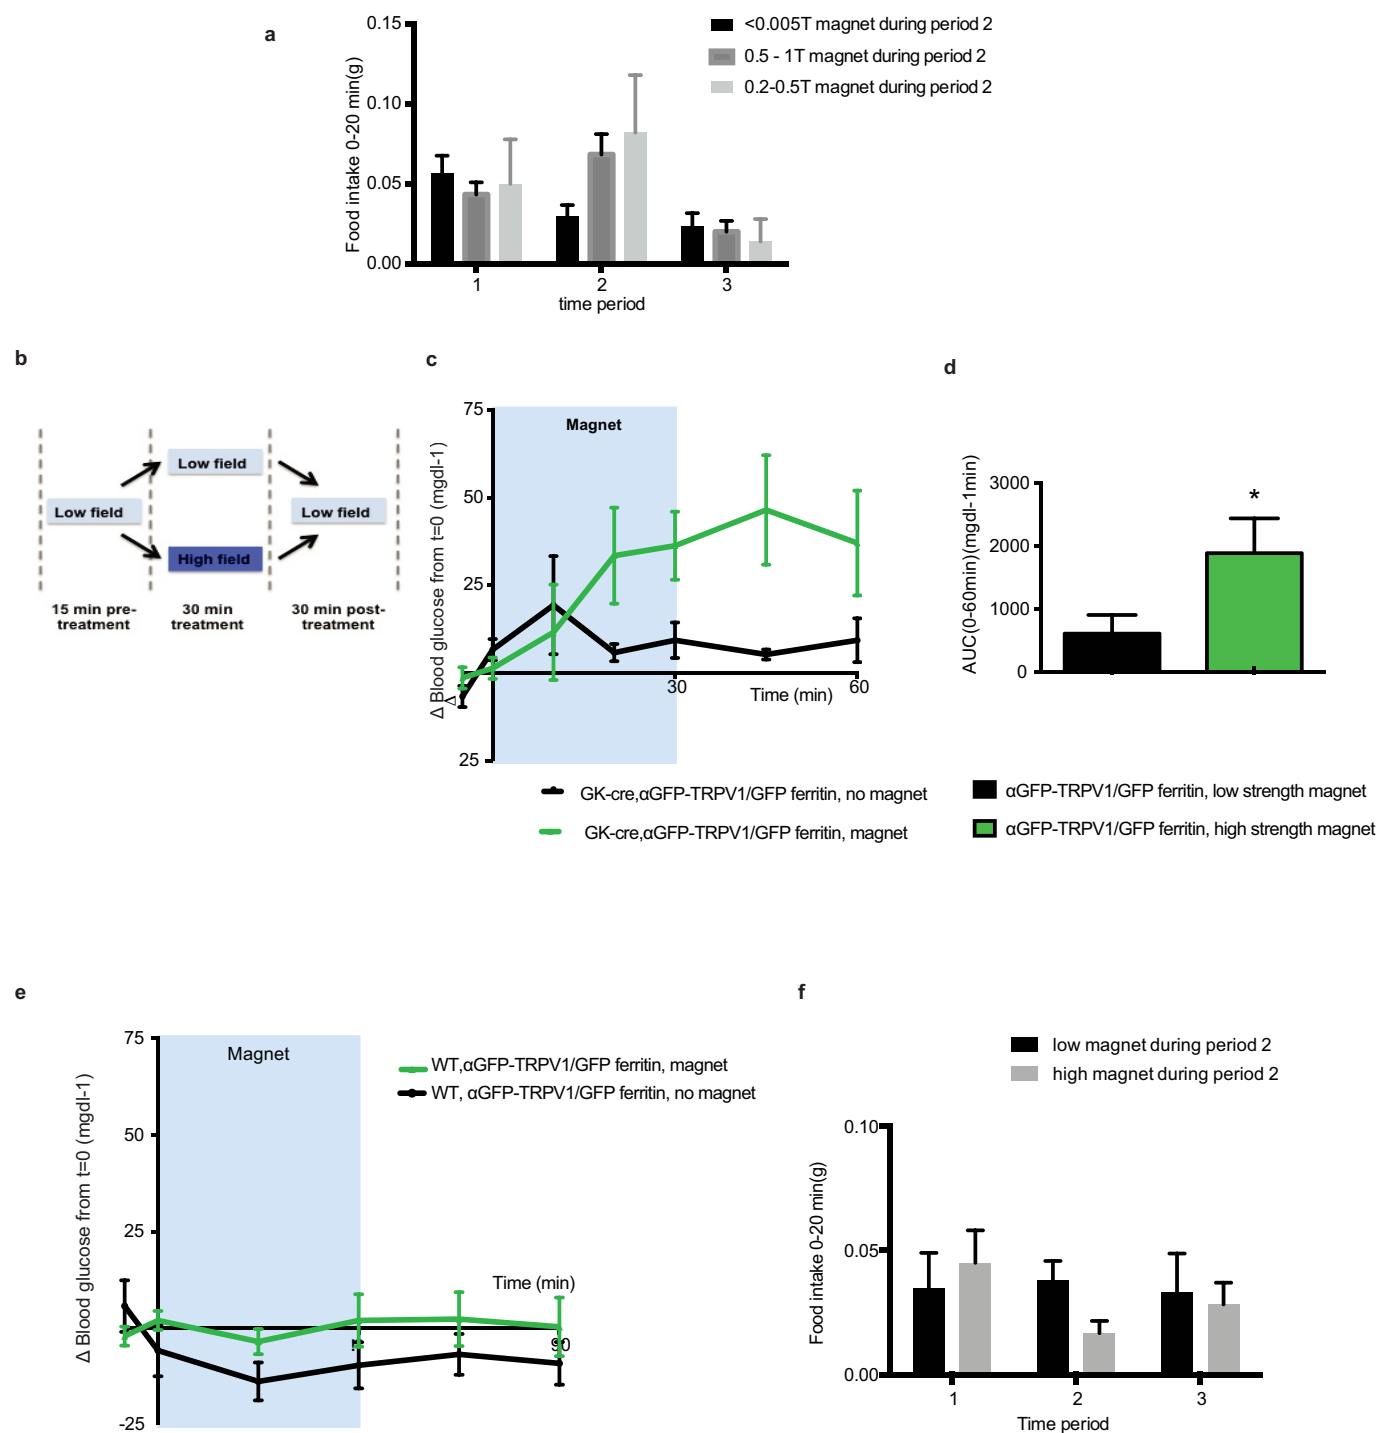 a
0.15
0.10
0.05
0.00
Food intake 0-20 min(g)
1
2
3
time period
<0.005T magnet during period 2
0.5 - 1T magnet during period 2
0.2-0.5T magnet during period 2
b
Low field
Low field
High field
Low field
15 min pre-
treatment
30 min
treatment
30 min post-
treatment
c
75
50
25
25
Δ Blood glucose from t=0 (mgdl-1)
Δ
Magnet
30
60
Time (min)
GK-cre,αGFP-TRPV1/GFP ferritin, no magnet
GK-cre,αGFP-TRPV1/GFP ferritin, magnet
d
3000
2000
1000
0
AUC(0-60min)(mgdl-1min)
*
αGFP-TRPV1/GFP ferritin, low strength magnet
αGFP-TRPV1/GFP ferritin, high strength magnet
e
75
50
25
-25
Δ Blood glucose from t=0 (mgdl-1)
Magnet
Time (min)
90
WT,αGFP-TRPV1/GFP ferritin, magnet
WT, αGFP-TRPV1/GFP ferritin, no magnet
f
low magnet during period 2
high magnet during period 2
0.10
0.05
0.00
Food intake 0-20 min(g)
1
2
3
Time period